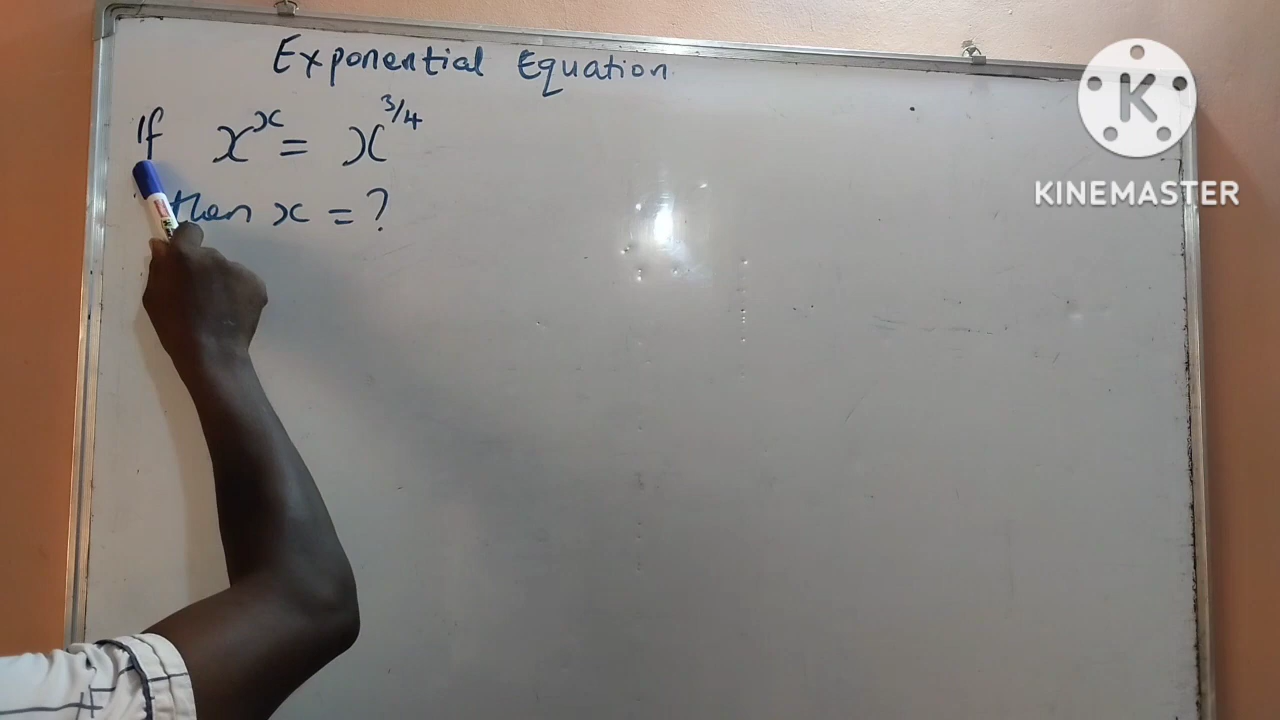 Exponential Equation
If x^x = x^3/4
then x = ?
K
KINEMASTER